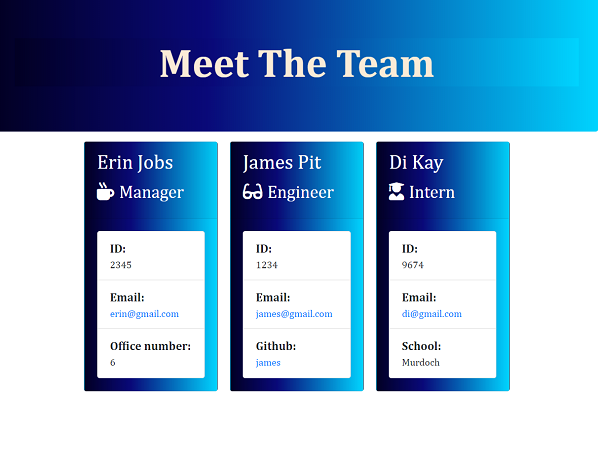 Meet The Team
Erin Jobs
Manager
ID:
2345
Email:
erin@gmail.com
Office number:
6
James Pit
Engineer
ID:
1234
Email:
james@gmail.com
Github:
james
Di Kay
Intern
ID:
9674
Email:
di@gmail.com
School:
Murdoch